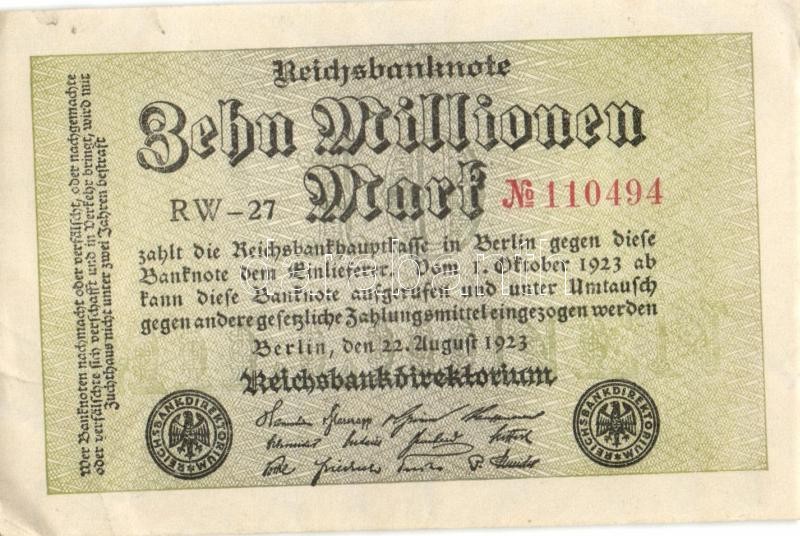 Reichsbanknote
Zehn Millionen
Mark
RW-27
№ 110494
zahlt die Reichsbankhauptkasse in Berlin gegen diese
Banknote dem Einlieferer. Vom 1. Oktober 1923 ab
kann diese Banknote aufgerufen und unter Umtausch
gegen andere gesetzliche Zahlungsmittel eingezogen werden
Berlin, den 22. August 1923
Reichsbankdirektorium
REICHSBANKDIREKTORIUM
REICHSBANKDIREKTORIUM
Wer Banknoten nachmacht oder verfälscht, oder nachgemachte
oder verfälschte sich verschafft und in Verkehr bringt, wird mit
Zuchthaus nicht unter zwei Jahren bestraft